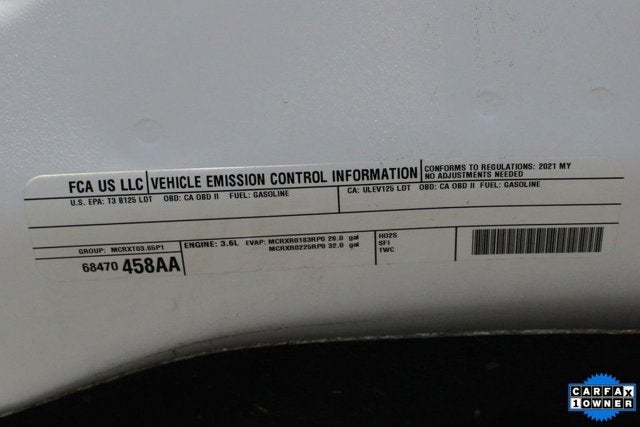 FCA US LLC VEHICLE EMISSION CONTROL INFORMATION
CONFORMS TO REGULATIONS: 2021 MY
NO ADJUSTMENTS NEEDED
U.S. EPA: T3 B125 LDT OBD: CA OBD II FUEL: GASOLINE
CA: ULEV125 LDT OBD: CA OBD II FUEL: GASOLINE
GROUP: MCRXT03.65P1
68470 458AA
ENGINE: 3.6L EVAP: MCRXR0183RP0 26.0 gal
MCRXR0225RP0 32.0 gal
HO2S
SFI
TWC
CARFAX
1 OWNER